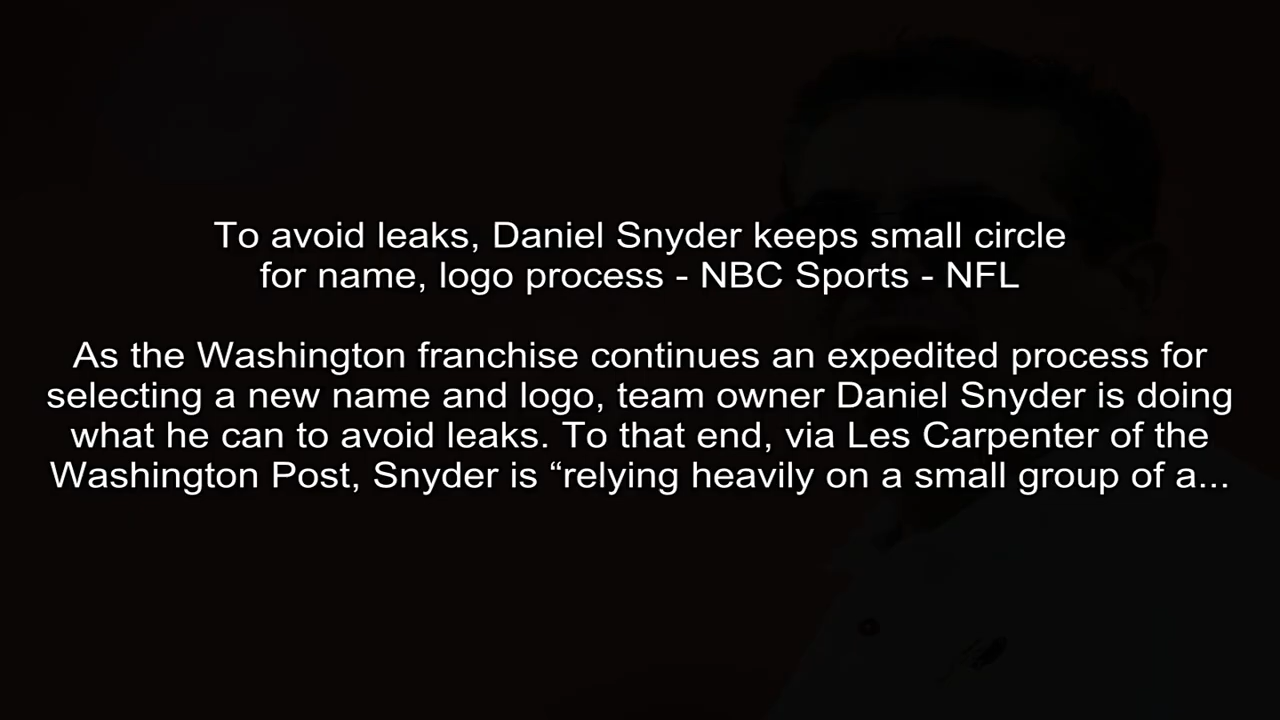 To avoid leaks, Daniel Snyder keeps small circle
for name, logo process - NBC Sports - NFL
As the Washington franchise continues an expedited process for
selecting a new name and logo, team owner Daniel Snyder is doing
what he can to avoid leaks. To that end, via Les Carpenter of the
Washington Post, Snyder is “relying heavily on a small group of a...